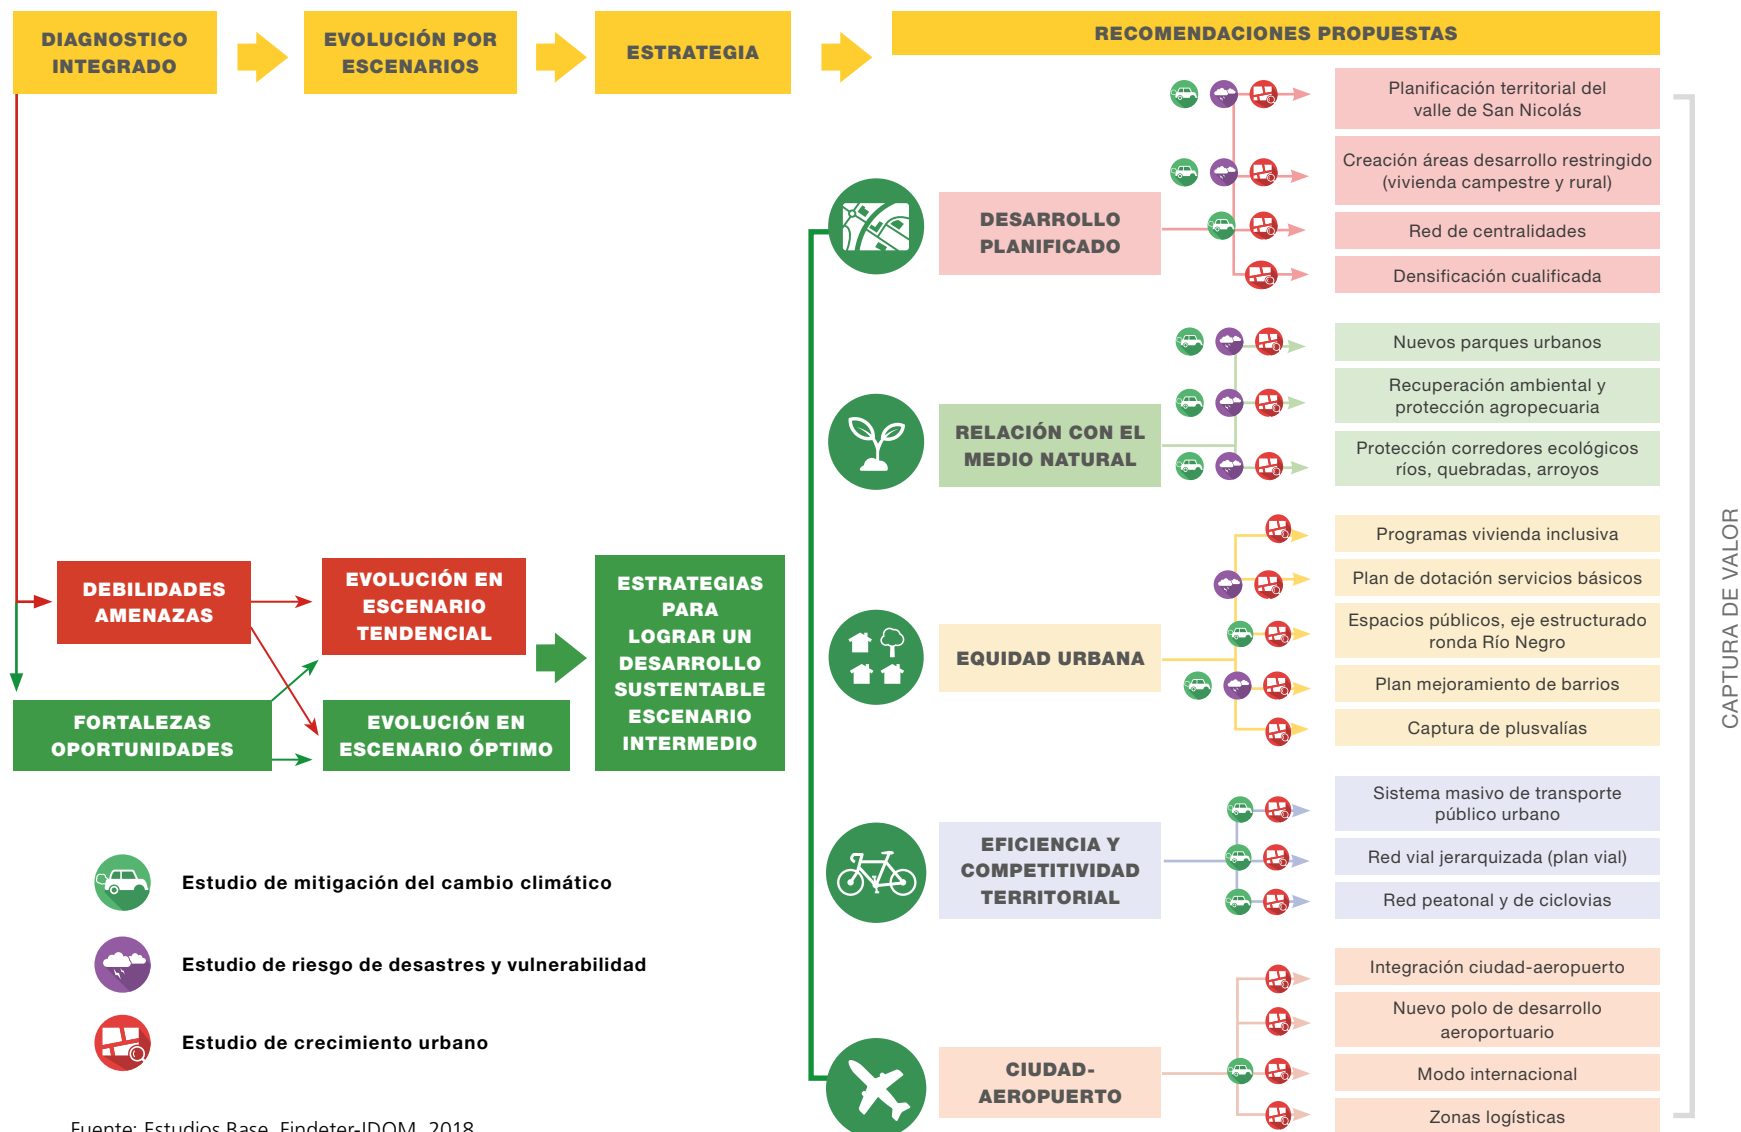 DIAGNOSTICO
INTEGRADO
EVOLUCIÓN POR
ESCENARIOS
ESTRATEGIA
RECOMENDACIONES PROPUESTAS
DEBILIDADES
AMENAZAS
FORTALEZAS
OPORTUNIDADES
EVOLUCIÓN EN
ESCENARIO
TENDENCIAL
EVOLUCIÓN EN
ESCENARIO ÓPTIMO
ESTRATEGIAS
PARA
LOGRAR UN
DESARROLLO
SUSTENTABLE
ESCENARIO
INTERMEDIO
DESARROLLO
PLANIFICADO
Planificación territorial del
valle de San Nicolás
Creación áreas desarrollo restringido
(vivienda campestre y rural)
Red de centralidades
Densificación cualificada
RELACIÓN CON EL
MEDIO NATURAL
Nuevos parques urbanos
Recuperación ambiental y
protección agropecuaria
Protección corredores ecológicos
ríos, quebradas, arroyos
EQUIDAD URBANA
Programas vivienda inclusiva
Plan de dotación servicios básicos
Espacios públicos, eje estructurado
ronda Río Negro
Plan mejoramiento de barrios
Captura de plusvalías
EFICIENCIA Y
COMPETITIVIDAD
TERRITORIAL
Sistema masivo de transporte
público urbano
Red vial jerarquizada (plan vial)
Red peatonal y de ciclovias
CIUDAD-
AEROPUERTO
Integración ciudad-aeropuerto
Nuevo polo de desarrollo
aeroportuario
Modo internacional
Zonas logísticas
CAPTURA DE VALOR
Estudio de mitigación del cambio climático
Estudio de riesgo de desastres y vulnerabilidad
Estudio de crecimiento urbano
Fuente: Estudios Base, Findeter-IDOM, 2018